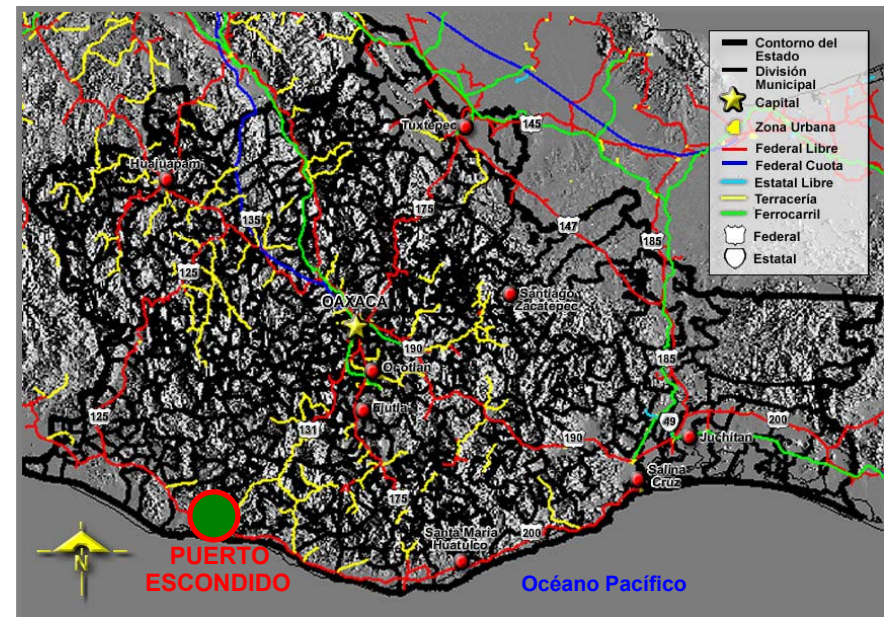 Contorno del
Estado
División
Municipal
Capital
Zona Urbana
Federal Libre
Federal Cuota
Estatal Libre
Terracería
Ferrocarril
Federal
Estatal
Tuxtepec
145
Huajuapam
175
135
147
185
125
Santiago
Zacatepec
OAXACA
190
185
Ocotlan
Ejutla
125
131
49
200
190
Juchitan
Salina
Cruz
175
Santa María
Huatulco
200
PUERTO
ESCONDIDO
N
Océano Pacífico